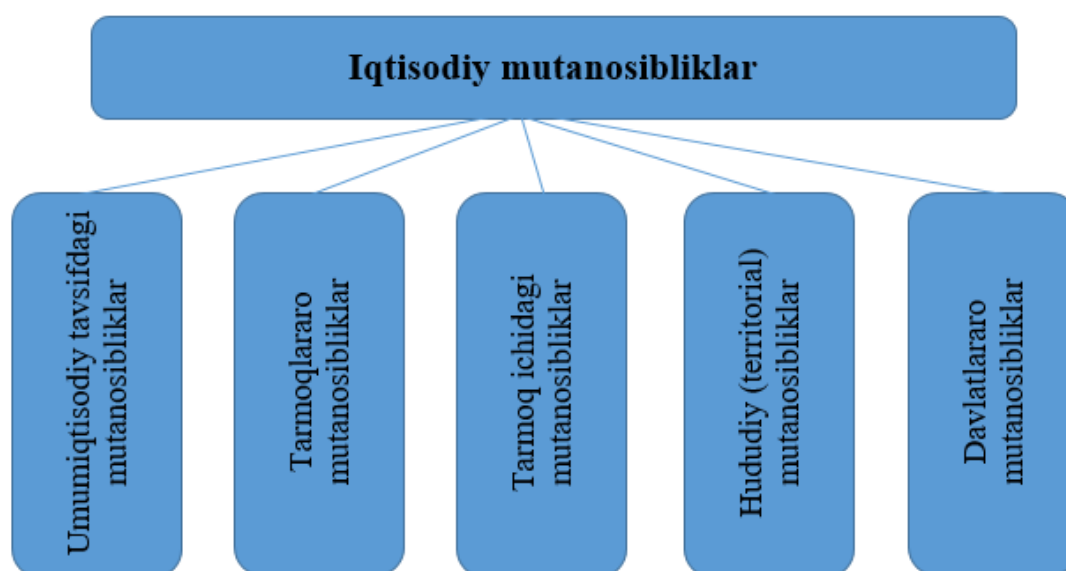 Iqtisodiy mutanosibliklar
Umumiqtisodiy tavsifdagi
mutanosibliklar
Tarmoqlararo
mutanosibliklar
Tarmoq ichidagi
mutanosibliklar
Hududiy (territorial)
mutanosibliklar
Davlatlararo
mutanosibliklar